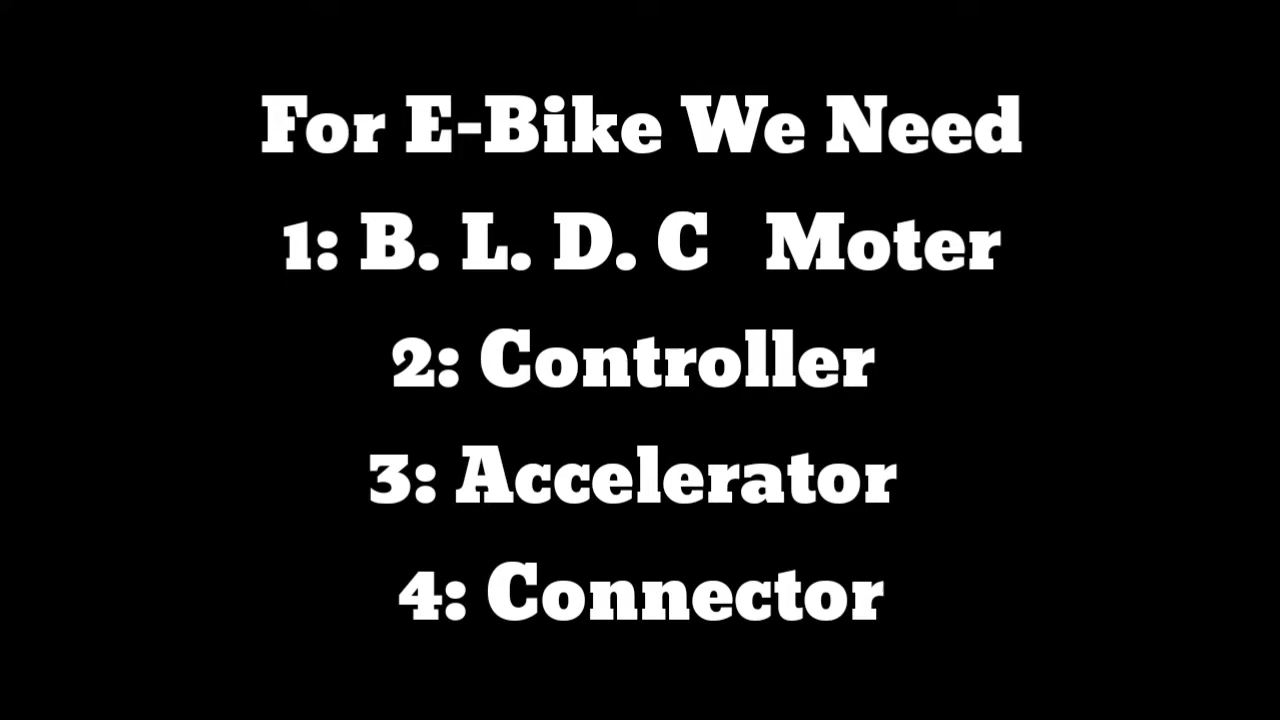 For E-Bike We Need
1: B. L. D. C Moter
2: Controller
3: Accelerator
4: Connector